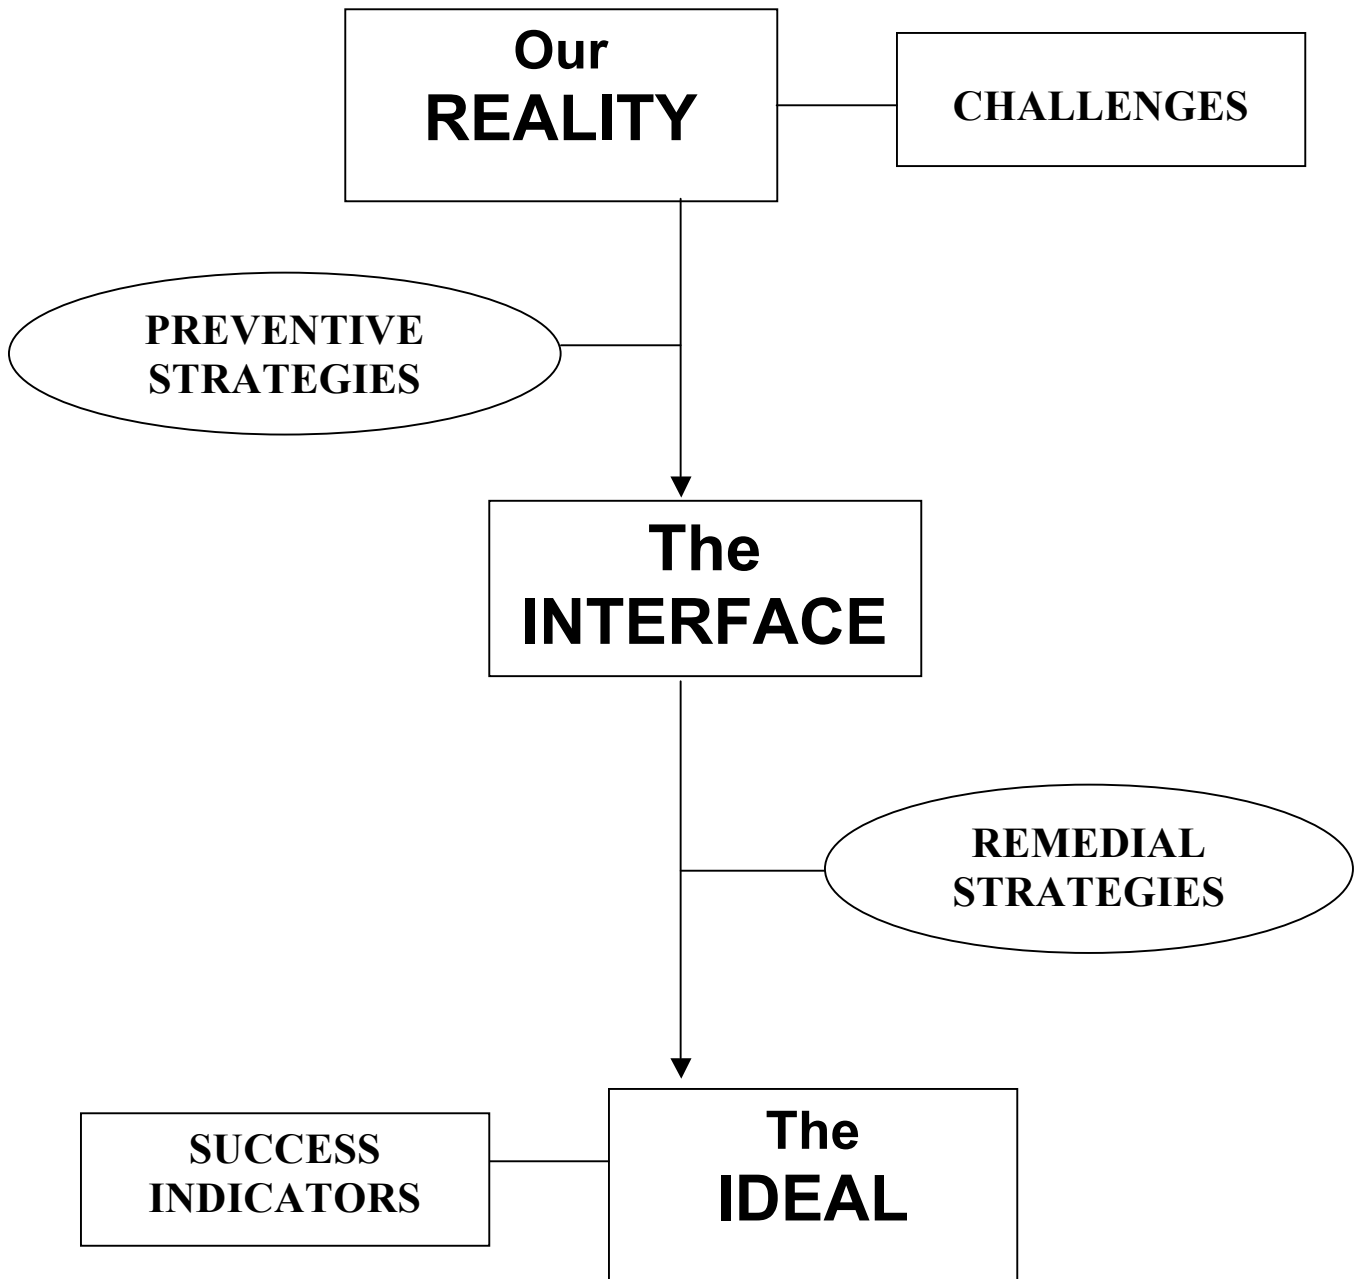 Our
REALITY
CHALLENGES
PREVENTIVE
STRATEGIES
The
INTERFACE
REMEDIAL
STRATEGIES
SUCCESS
INDICATORS
The
IDEAL